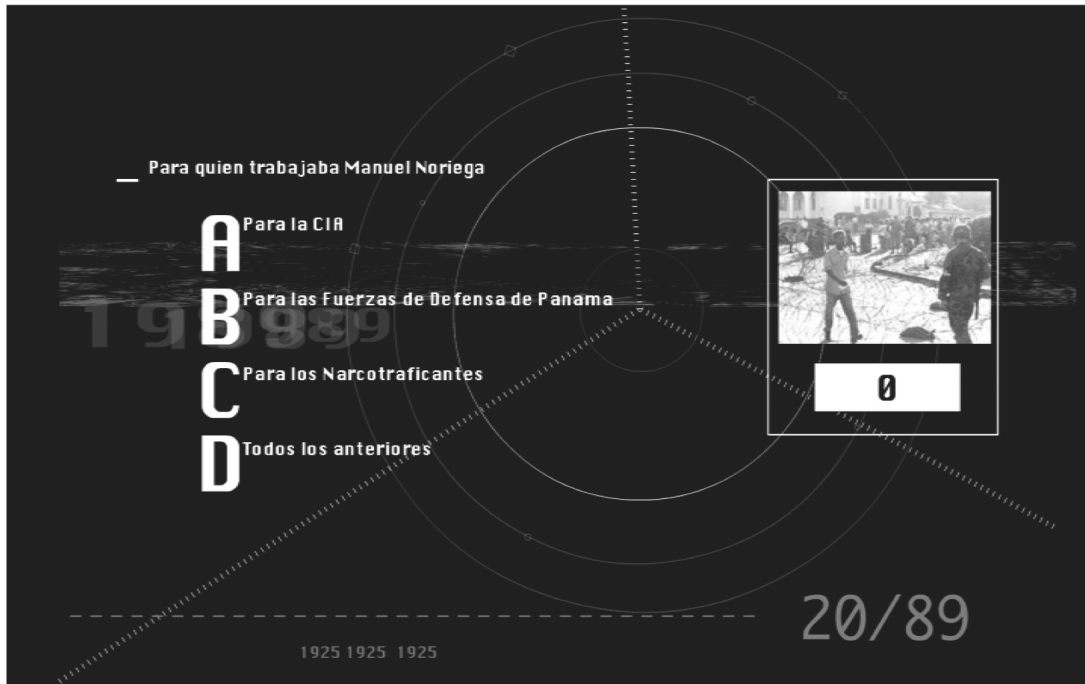 _ Para quien trabajaba Manuel Noriega
A Para la CIA
B Para las Fuerzas de Defensa de Panama
C Para los Narcotraficantes
D Todos los anteriores
0
20/89
1925 1925 1925